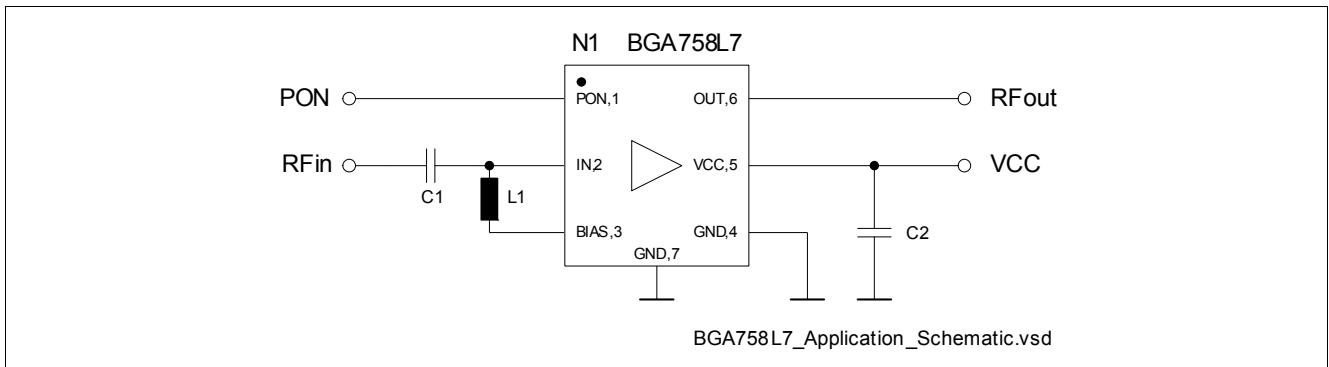 N1 BGA758L7
PON
PON,1
OUT,6
RFout
RFin
C1
L1
IN,2
VCC,5
VCC
BIAS,3
GND,4
C2
GND,7
BGA758L7_Application_Schematic.vsd